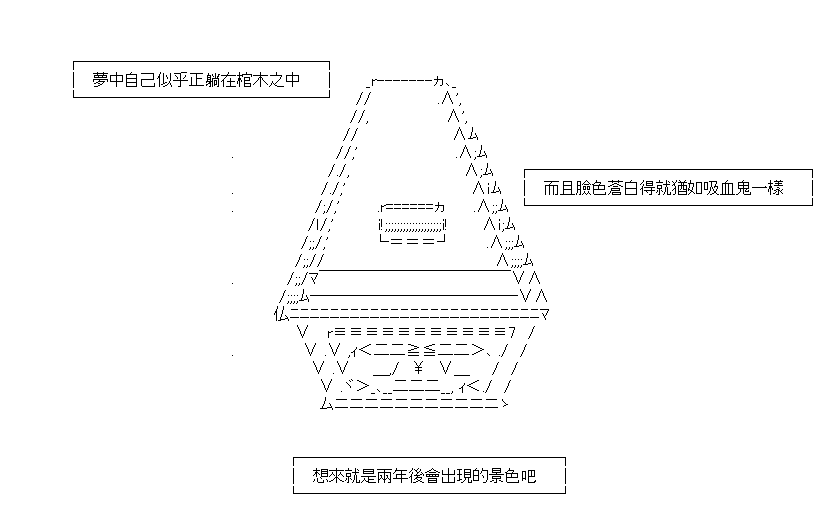 夢中自己似乎正躺在棺木之中
而且臉色蒼白得就猶如吸血鬼一樣
想來就是兩年後會出現的景色吧